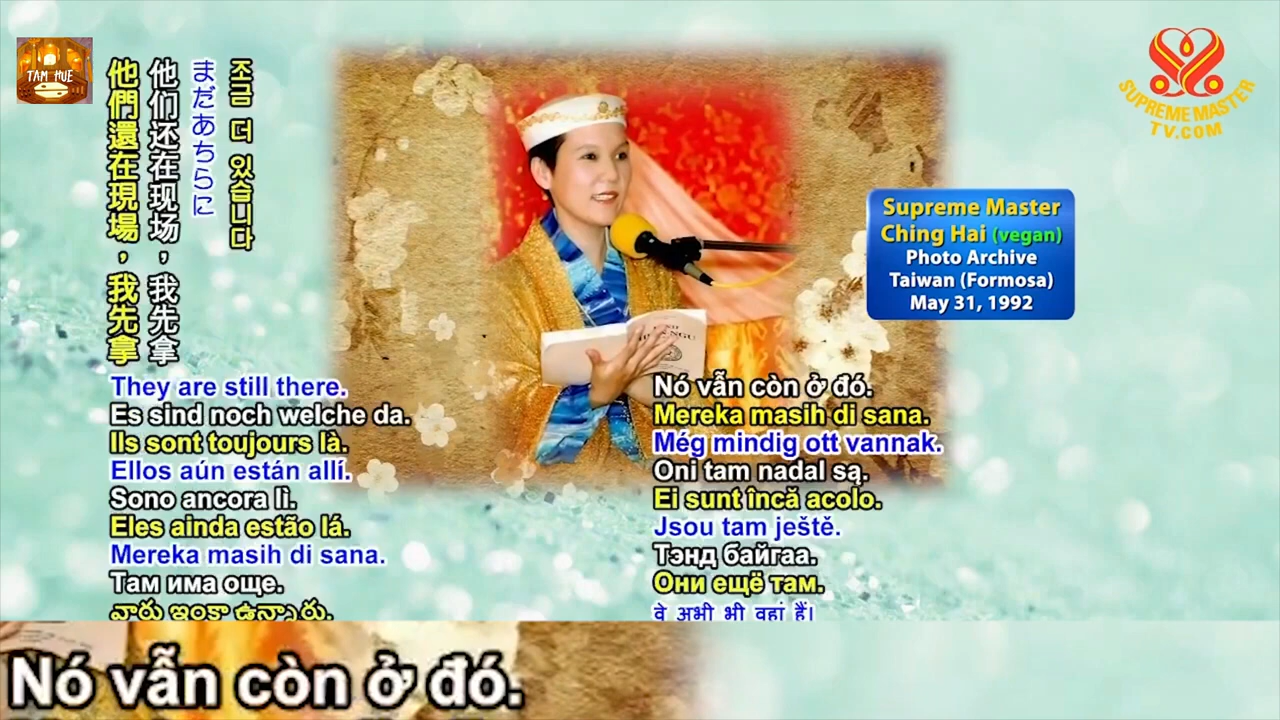 TAM HUE
SUPREME MASTER
TV.COM
조금 더 있습니다
まだあちらに
他们还在现场，我先拿
他們還在現場，我先拿
Supreme Master
Ching Hai (vegan)
Photo Archive
Taiwan (Formosa)
May 31, 1992
They are still there.
Es sind noch welche da.
Ils sont toujours là.
Ellos aún están allí.
Sono ancora lì.
Eles ainda estão lá.
Mereka masih di sana.
Там има още.
వారు ఇంకా ఉన్నారు.
Nó vẫn còn ở đó.
Mereka masih di sana.
Még mindig ott vannak.
Oni tam nadal są.
Ei sunt încă acolo.
Jsou tam ještě.
Тэнд байгаа.
Они ещё там.
वे अभी भी वहां हैं।
Nó vẫn còn ở đó.